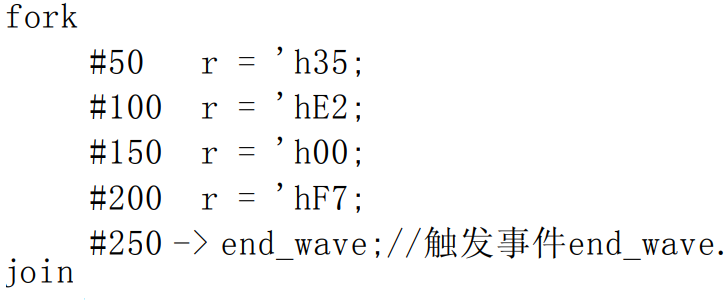 fork
#50 r = 'h35;
#100 r = 'hE2;
#150 r = 'h00;
#200 r = 'hF7;
#250 -> end_wave;//触发事件end_wave.
join